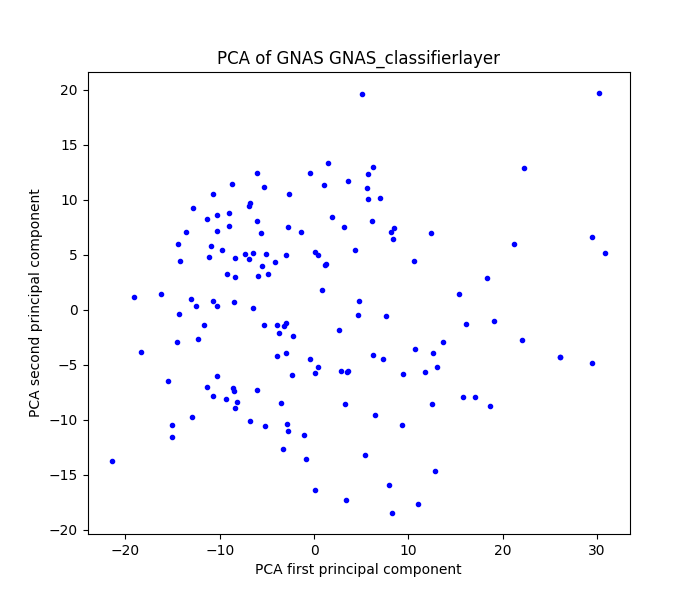 PCA of GNAS GNAS_classifierlayer
20
15
10
5
0
−5
−10
−15
−20
PCA second principal component
−20 −10 0 10 20 30
PCA first principal component